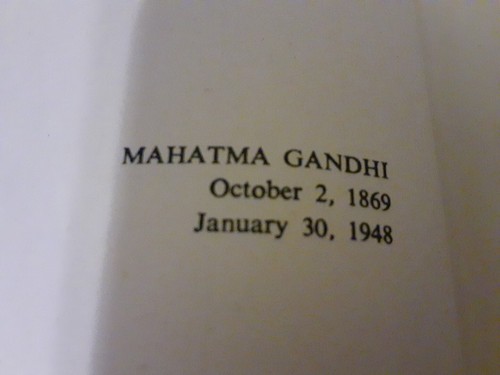 MAHATMA GANDHI
October 2, 1869
January 30, 1948